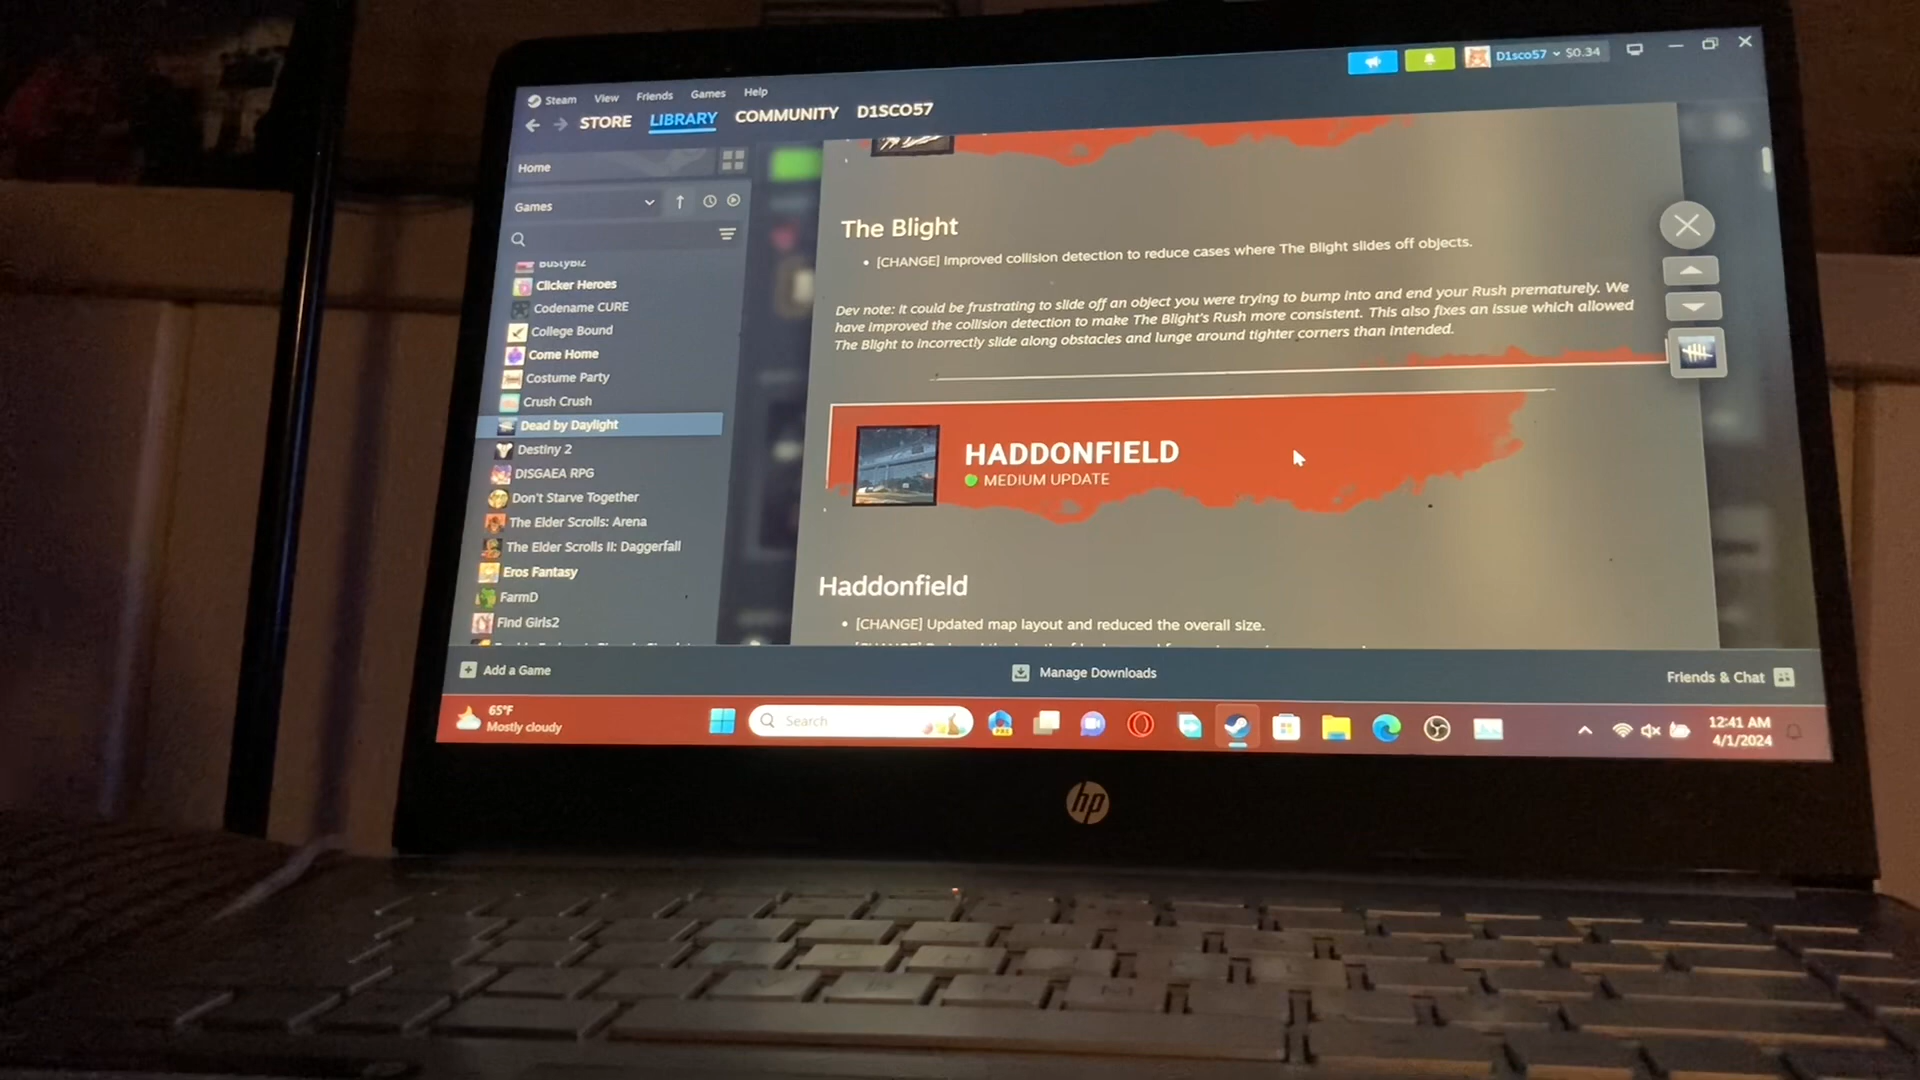 D1sco57 $0.34
Steam View Friends Games Help
STORE LIBRARY COMMUNITY D1SCO57
Home
Games
BustyBiz
Clicker Heroes
Codename CURE
College Bound
Come Home
Costume Party
Crush Crush
Dead by Daylight
Destiny 2
DISGAEA RPG
Don't Starve Together
The Elder Scrolls: Arena
The Elder Scrolls II: Daggerfall
Eros Fantasy
FarmD
Find Girls2
The Blight
• [CHANGE] Improved collision detection to reduce cases where The Blight slides off objects.
Dev note: It could be frustrating to slide off an object you were trying to bump into and end your Rush prematurely. We
have improved the collision detection to make The Blight's Rush more consistent. This also fixes an issue which allowed
The Blight to incorrectly slide along obstacles and lunge around tighter corners than intended.
HADDONFIELD
MEDIUM UPDATE
Haddonfield
• [CHANGE] Updated map layout and reduced the overall size.
Add a Game
Manage Downloads
Friends & Chat
65°F
Mostly cloudy
Search
PRE
12:41 AM
4/1/2024
hp